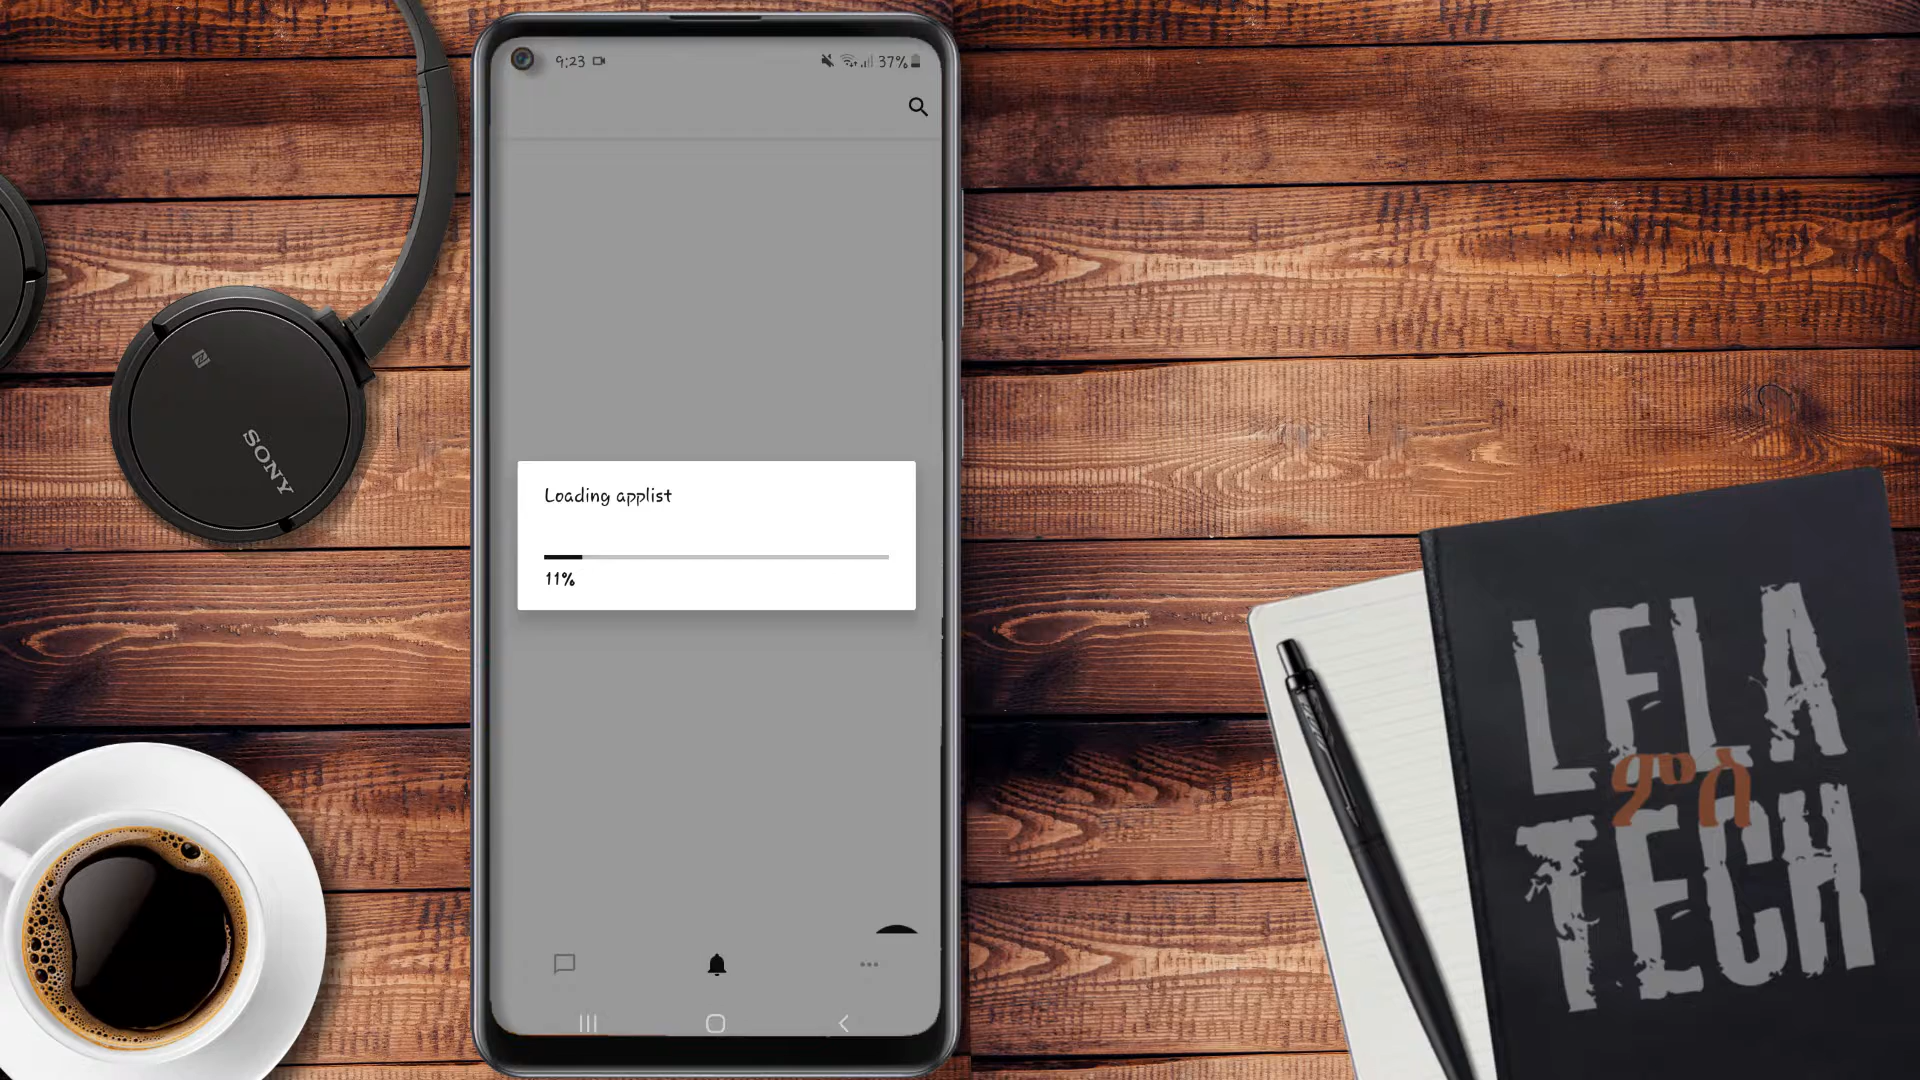 9:23
37%
Loading applist
11%
SONY
LELA
ምስ
TECH